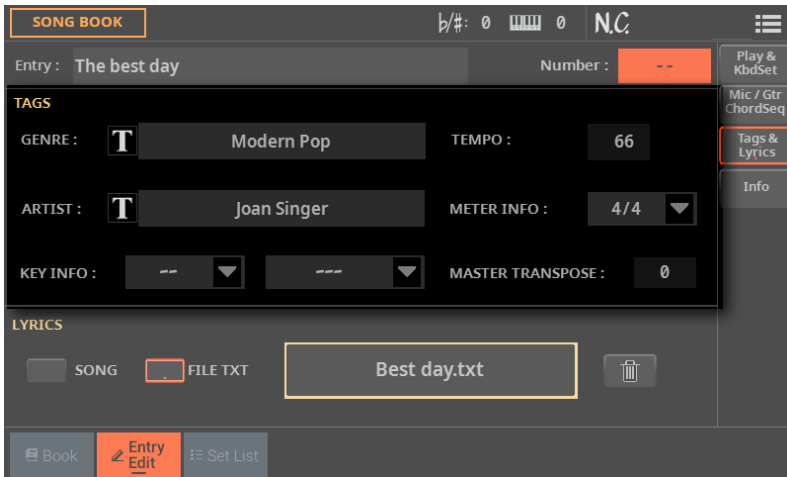 SONG BOOK
♭/#: 0 0 N.C.
Entry : The best day Number : --
Play & KbdSet
TAGS
Mic / Gtr ChordSeq
GENRE : T Modern Pop TEMPO : 66
Tags & Lyrics
Info
ARTIST : T Joan Singer METER INFO : 4/4
KEY INFO : -- --- MASTER TRANSPOSE : 0
LYRICS
SONG FILE TXT Best day.txt
Book Entry Edit Set List